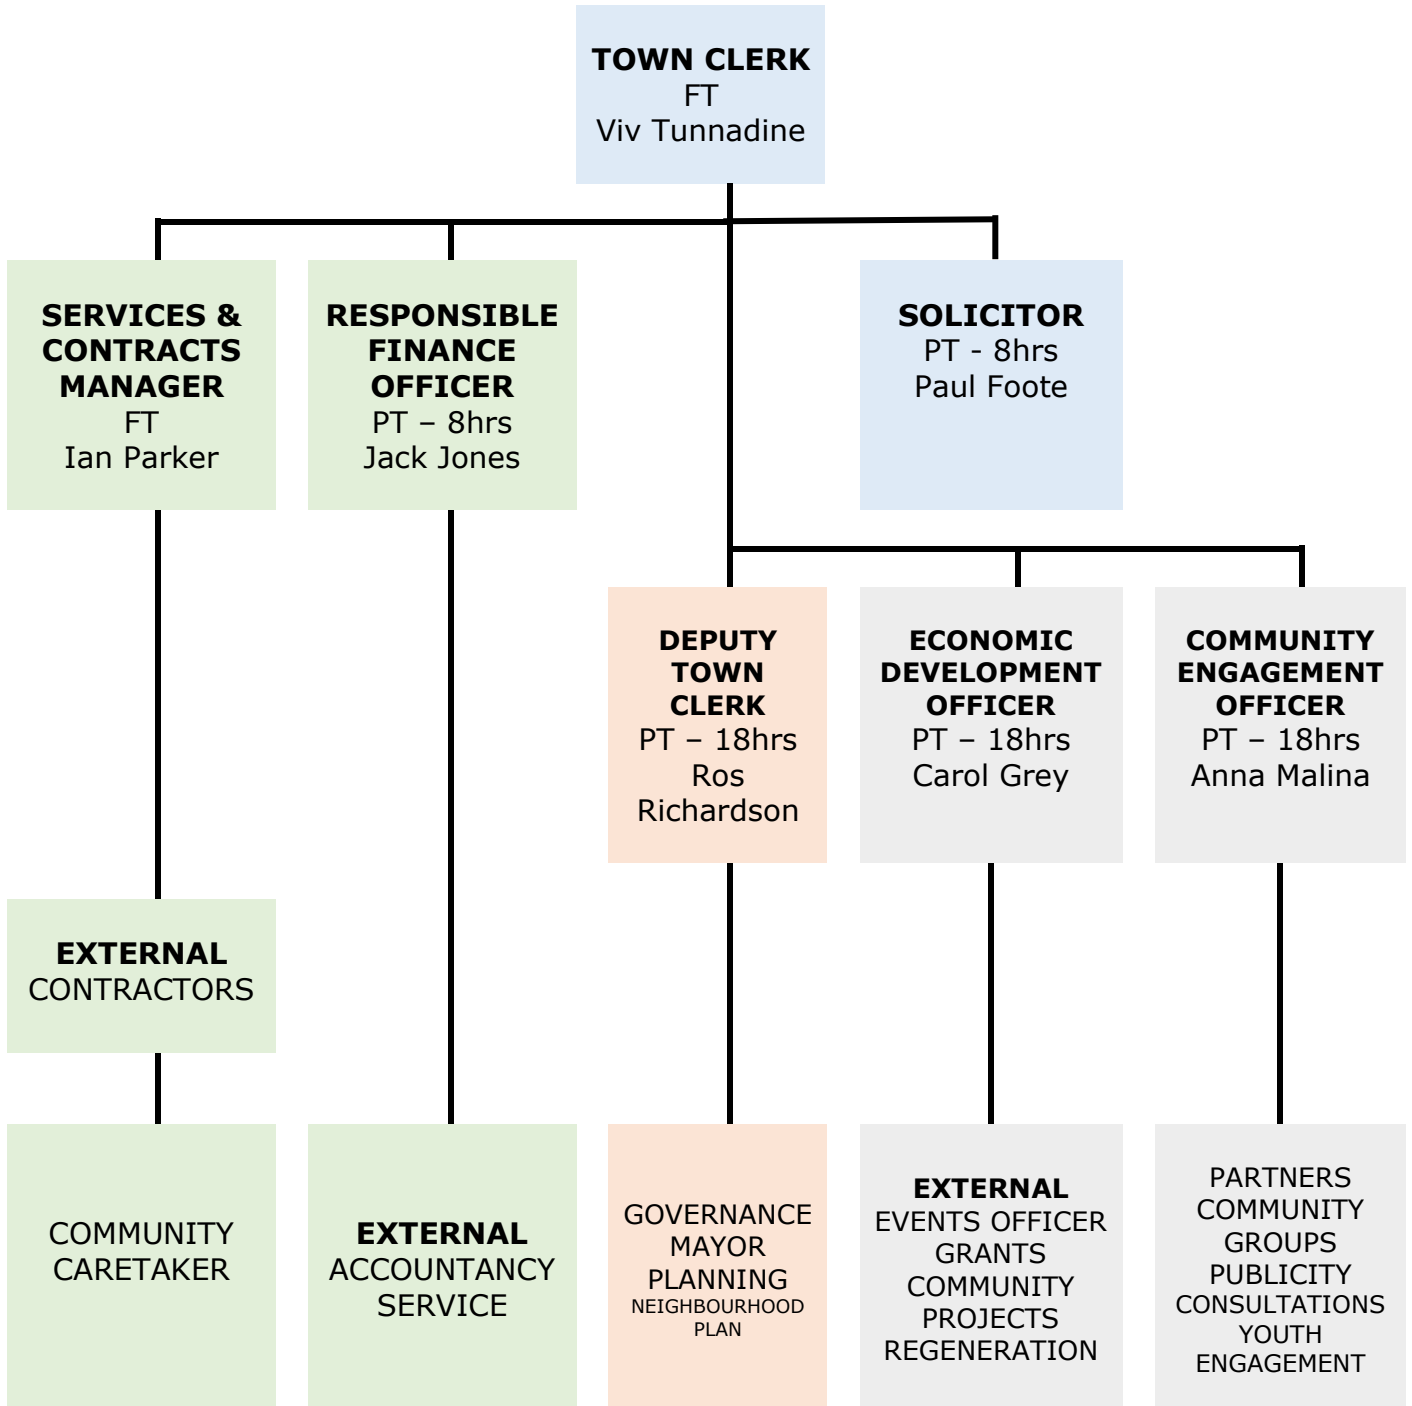 TOWN CLERK
FT
Viv Tunnadine
SERVICES &
CONTRACTS
MANAGER
FT
Ian Parker
RESPONSIBLE
FINANCE
OFFICER
PT – 8hrs
Jack Jones
SOLICITOR
PT - 8hrs
Paul Foote
DEPUTY
TOWN
CLERK
PT – 18hrs
Ros
Richardson
ECONOMIC
DEVELOPMENT
OFFICER
PT – 18hrs
Carol Grey
COMMUNITY
ENGAGEMENT
OFFICER
PT – 18hrs
Anna Malina
EXTERNAL
CONTRACTORS
COMMUNITY
CARETAKER
EXTERNAL
ACCOUNTANCY
SERVICE
GOVERNANCE
MAYOR
PLANNING
NEIGHBOURHOOD
PLAN
EXTERNAL
EVENTS OFFICER
GRANTS
COMMUNITY
PROJECTS
REGENERATION
PARTNERS
COMMUNITY
GROUPS
PUBLICITY
CONSULTATIONS
YOUTH
ENGAGEMENT